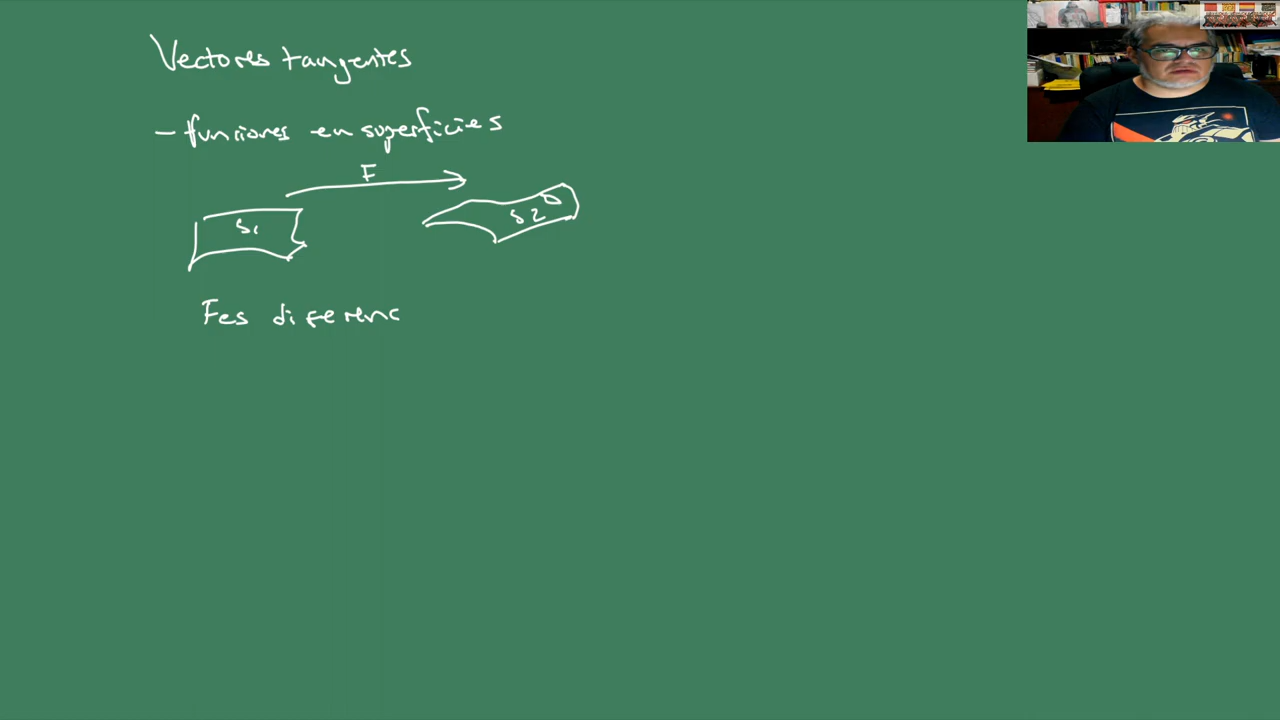 Vectores tangentes
- funciones en superficies
F
S1
S2
F es diferenc